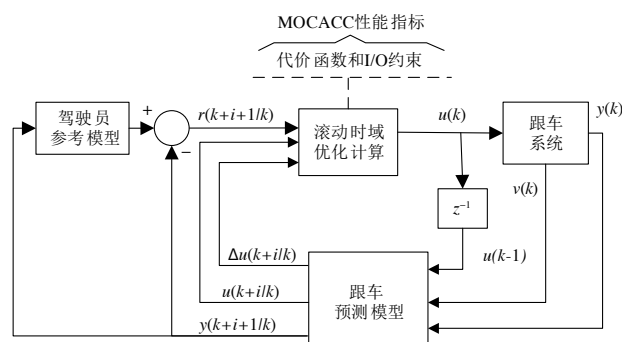 MOCACC性能指标
代价函数和I/O约束
驾驶员
参考模型
+
−
r(k+i+1/k)
滚动时域
优化计算
u(k)
跟车
系统
y(k)
v(k)
z⁻¹
u(k-1)
Δu(k+i/k)
u(k+i/k)
y(k+i+1/k)
跟车
预测模型